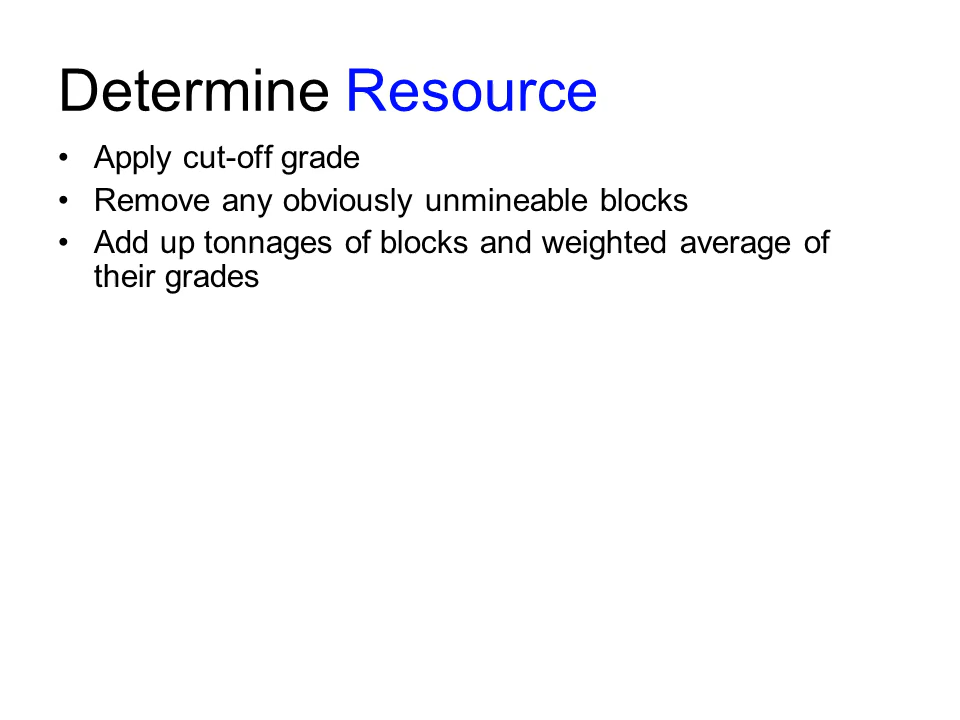 Determine Resource
• Apply cut-off grade
• Remove any obviously unmineable blocks
• Add up tonnages of blocks and weighted average of
their grades